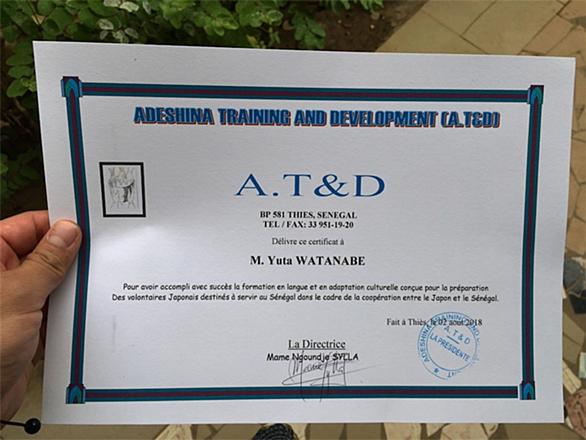 ADESHINA TRAINING AND DEVELOPMENT (A.T&D)
A.T&D
BP 581 THIES, SENEGAL
TEL / FAX: 33 951-19-20
Délivre ce certificat à
M. Yuta WATANABE
Pour avoir accompli avec succès la formation en langue et en adaptation culturelle conçue pour la préparation
Des volontaires Japonais destinés à servir au Sénégal dans le cadre de la coopération entre le Japon et le Sénégal.
Fait à Thiès, le 02 août 2018
La Directrice
Mame Ngoundje SYLLA
ADESHINA TRAINING
A. T & D
LA PRESIDENTE